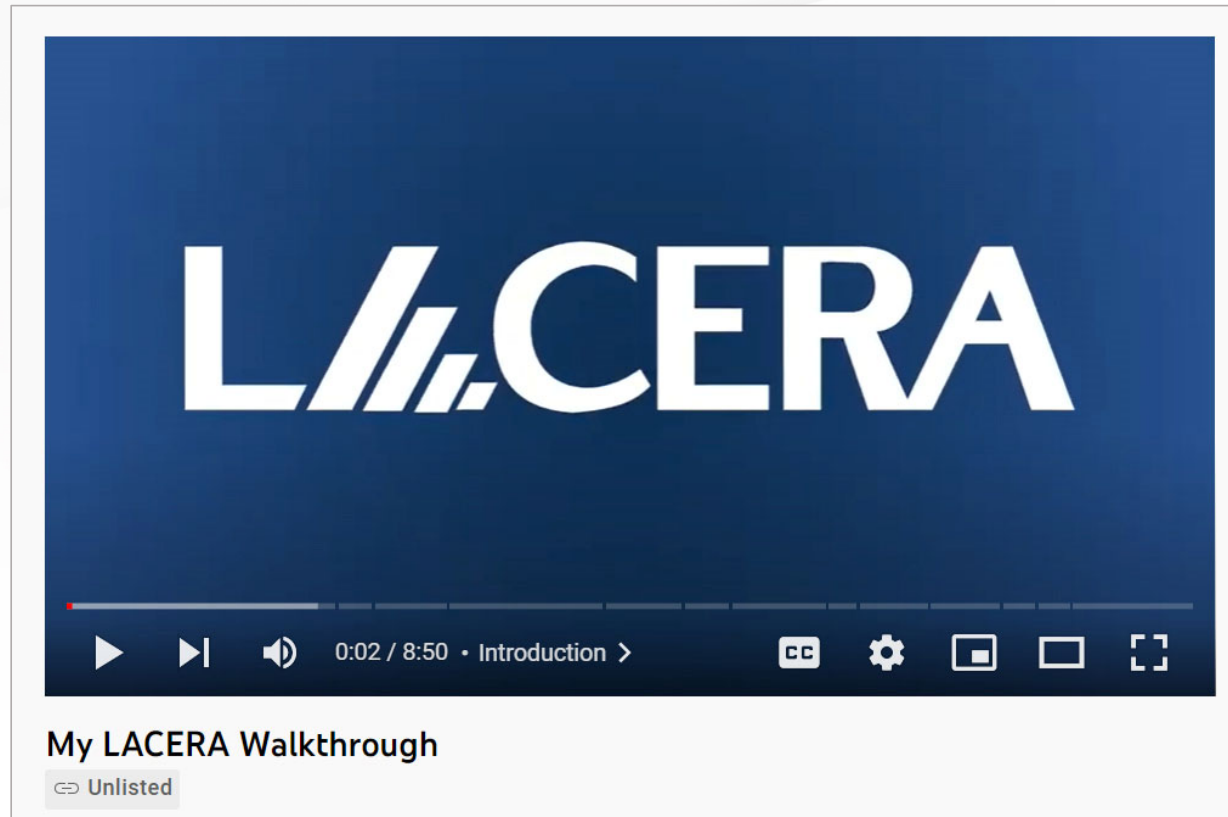 LACERA
0:02 / 8:50 • Introduction >
CC
My LACERA Walkthrough
Unlisted